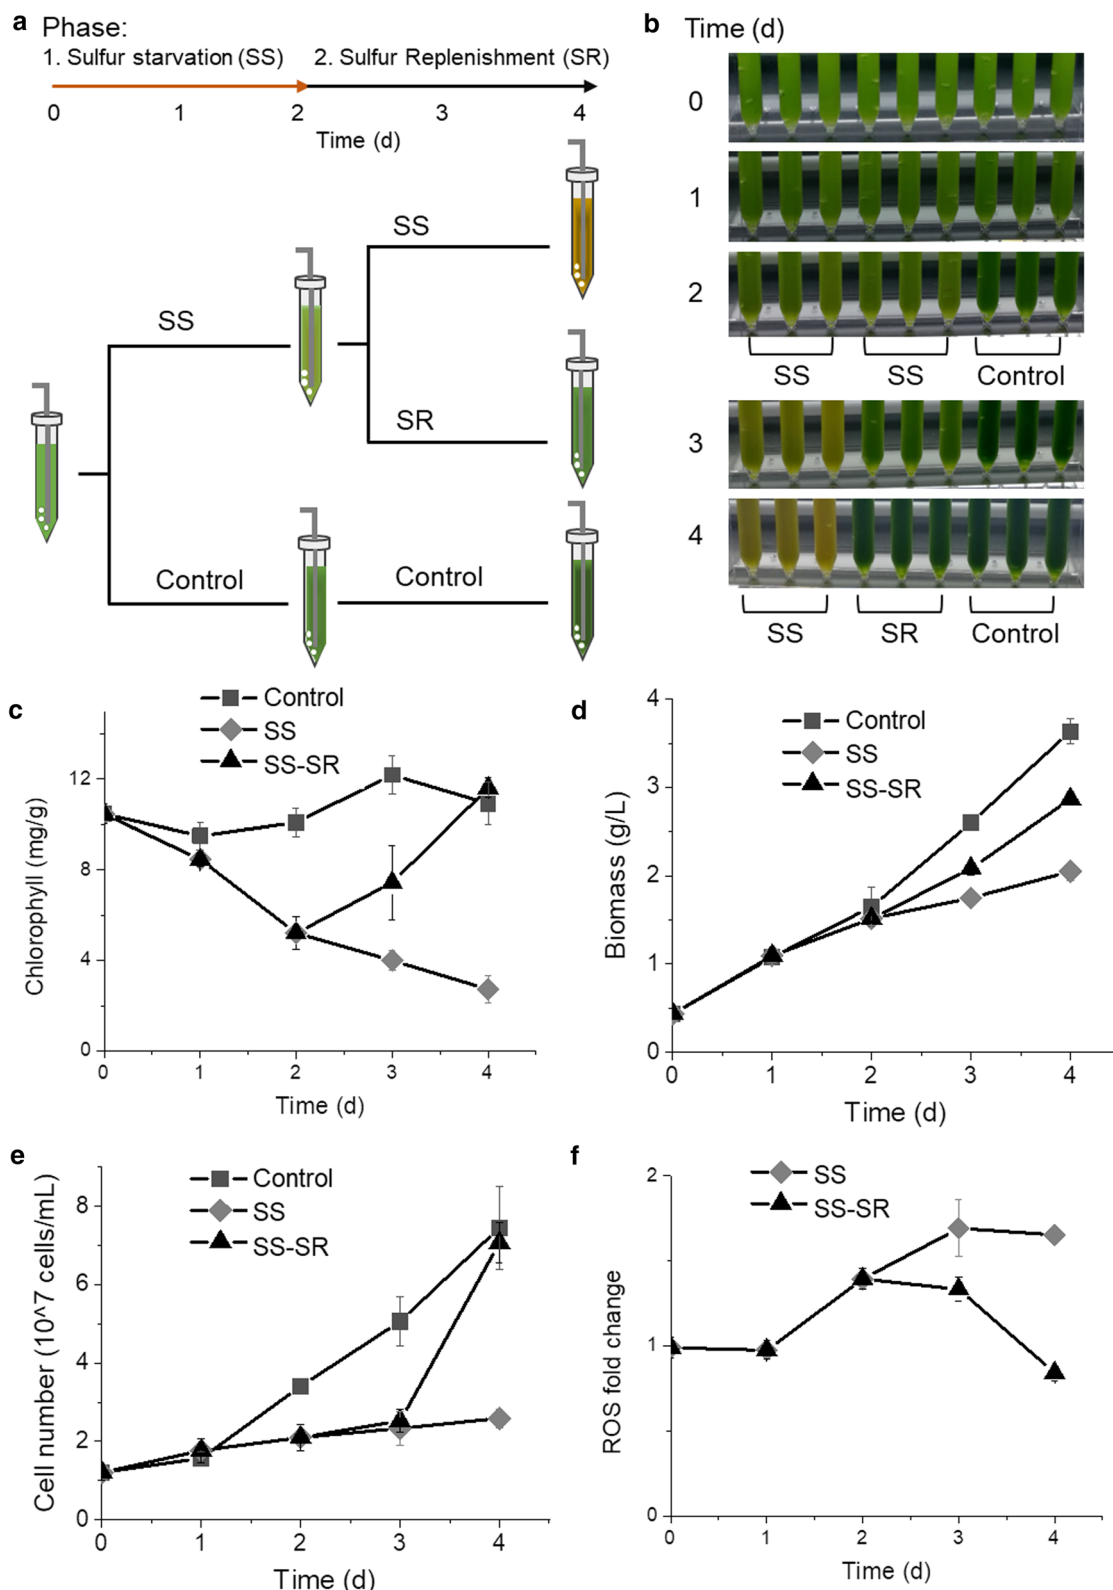 a Phase:
1. Sulfur starvation (SS) 2. Sulfur Replenishment (SR)
0 1 2 3 4
Time (d)
SS
SS
SR
Control
Control
b Time (d)
0
1
2
SS SS Control
3
4
SS SR Control
c
Control
SS
SS-SR
Chlorophyll (mg/g)
12
8
4
0
0 1 2 3 4
Time (d)
d
Control
SS
SS-SR
Biomass (g/L)
4
3
2
1
0
0 1 2 3 4
Time (d)
e
Control
SS
SS-SR
Cell number (10^7 cells/mL)
8
6
4
2
0
0 1 2 3 4
Time (d)
f
SS
SS-SR
ROS fold change
2
1
0
0 1 2 3 4
Time (d)